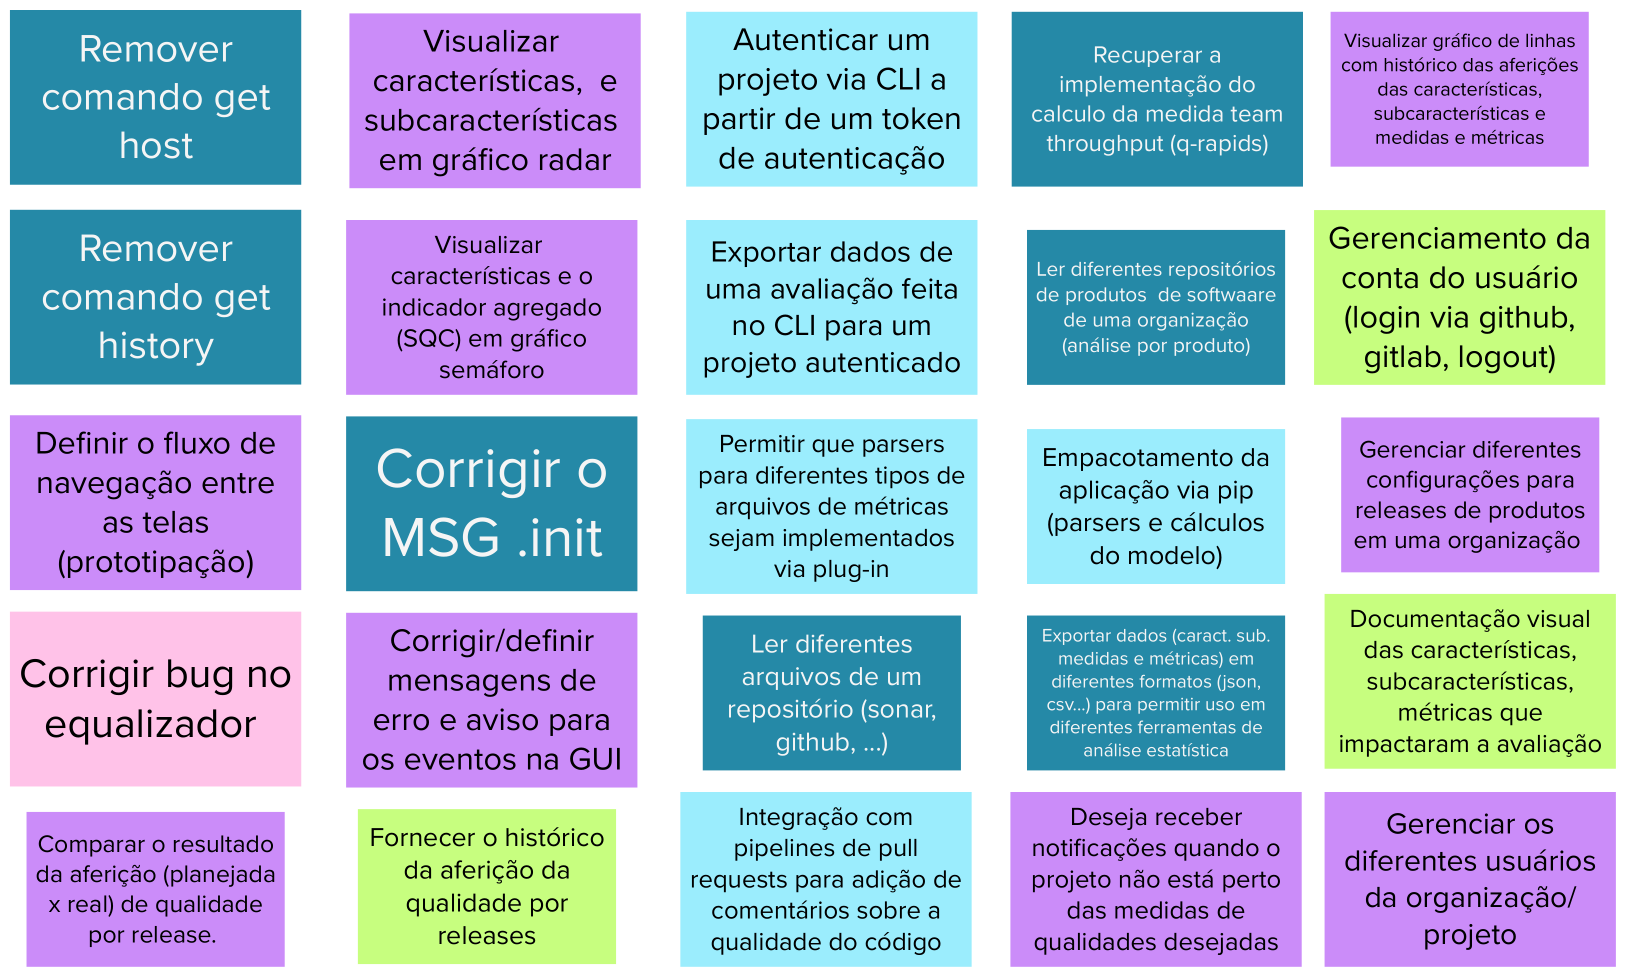 Remover
comando get
host
Visualizar
características,  e
subcaracterísticas
em gráfico radar
Autenticar um
projeto via CLI a
partir de um token
de autenticação
Recuperar a
implementação do
calculo da medida team
throughput (q-rapids)
Visualizar gráfico de linhas
com histórico das aferições
das características,
subcaracterísticas e
medidas e métricas
Remover
comando get
history
Visualizar
características e o
indicador agregado
(SQC) em gráfico
semáforo
Exportar dados de
uma avaliação feita
no CLI para um
projeto autenticado
Ler diferentes repositórios
de produtos  de softwaare
de uma organização
(análise por produto)
Gerenciamento da
conta do usuário
(login via github,
gitlab, logout)
Definir o fluxo de
navegação entre
as telas
(prototipação)
Corrigir o
MSG .init
Permitir que parsers
para diferentes tipos de
arquivos de métricas
sejam implementados
via plug-in
Empacotamento da
aplicação via pip
(parsers e cálculos
do modelo)
Gerenciar diferentes
configurações para
releases de produtos
em uma organização
Corrigir bug no
equalizador
Corrigir/definir
mensagens de
erro e aviso para
os eventos na GUI
Ler diferentes
arquivos de um
repositório (sonar,
github, ...)
Exportar dados (caract. sub.
medidas e métricas) em
diferentes formatos (json,
csv...) para permitir uso em
diferentes ferramentas de
análise estatística
Documentação visual
das características,
subcaracterísticas,
métricas que
impactaram a avaliação
Comparar o resultado
da aferição (planejada
x real) de qualidade
por release.
Fornecer o histórico
da aferição da
qualidade por
releases
Integração com
pipelines de pull
requests para adição de
comentários sobre a
qualidade do código
Deseja receber
notificações quando o
projeto não está perto
das medidas de
qualidades desejadas
Gerenciar os
diferentes usuários
da organização/
projeto